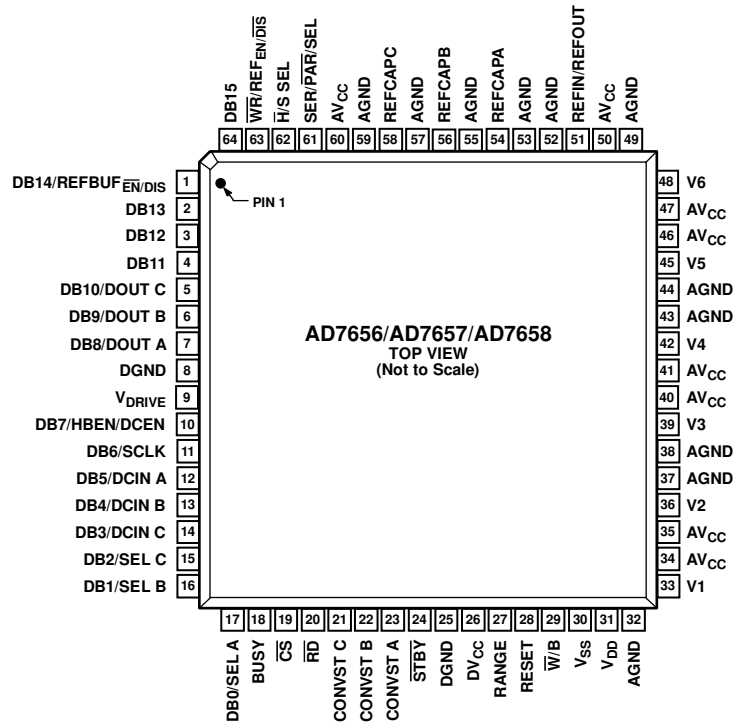 DB15
WR/REFEN/DIS
H/S SEL
SER/PAR/SEL
AVCC
AGND
REFCAPC
AGND
REFCAPB
AGND
REFCAPA
AGND
AGND
REFIN/REFOUT
AVCC
AGND
64 63 62 61 60 59 58 57 56 55 54 53 52 51 50 49
DB14/REFBUFEN/DIS 1
DB13 2
DB12 3
DB11 4
DB10/DOUT C 5
DB9/DOUT B 6
DB8/DOUT A 7
DGND 8
VDRIVE 9
DB7/HBEN/DCEN 10
DB6/SCLK 11
DB5/DCIN A 12
DB4/DCIN B 13
DB3/DCIN C 14
DB2/SEL C 15
DB1/SEL B 16
PIN 1
AD7656/AD7657/AD7658
TOP VIEW
(Not to Scale)
48 V6
47 AVCC
46 AVCC
45 V5
44 AGND
43 AGND
42 V4
41 AVCC
40 AVCC
39 V3
38 AGND
37 AGND
36 V2
35 AVCC
34 AVCC
33 V1
17 18 19 20 21 22 23 24 25 26 27 28 29 30 31 32
DB0/SEL A
BUSY
CS
RD
CONVST C
CONVST B
CONVST A
STBY
DGND
DVCC
RANGE
RESET
W/B
VSS
VDD
AGND